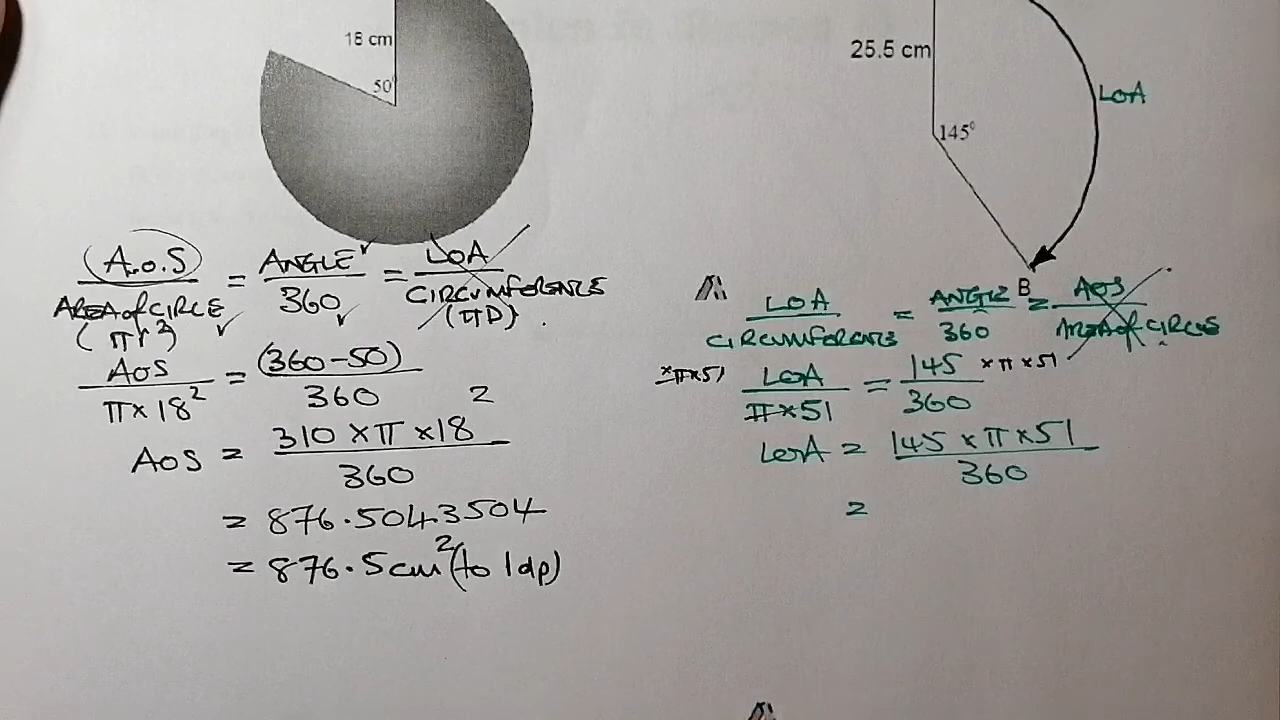 18 cm
50°
A.O.S / AREA of CIRCLE (πr²) = ANGLE / 360 = LOA / CIRCUMFERENCE (πD).
AOS / π × 18² = (360 - 50) / 360
AOS = 310 × π × 18² / 360
= 876.5043504
= 876.5cm² (to 1dp)
25.5 cm
LOA
145°
B
LOA / CIRCUMFERENCE = ANGLE / 360 = AOS / AREA of CIRCLE
×π×51 LOA / π×51 = 145 / 360 ×π×51
LOA = 145 × π × 51 / 360
=